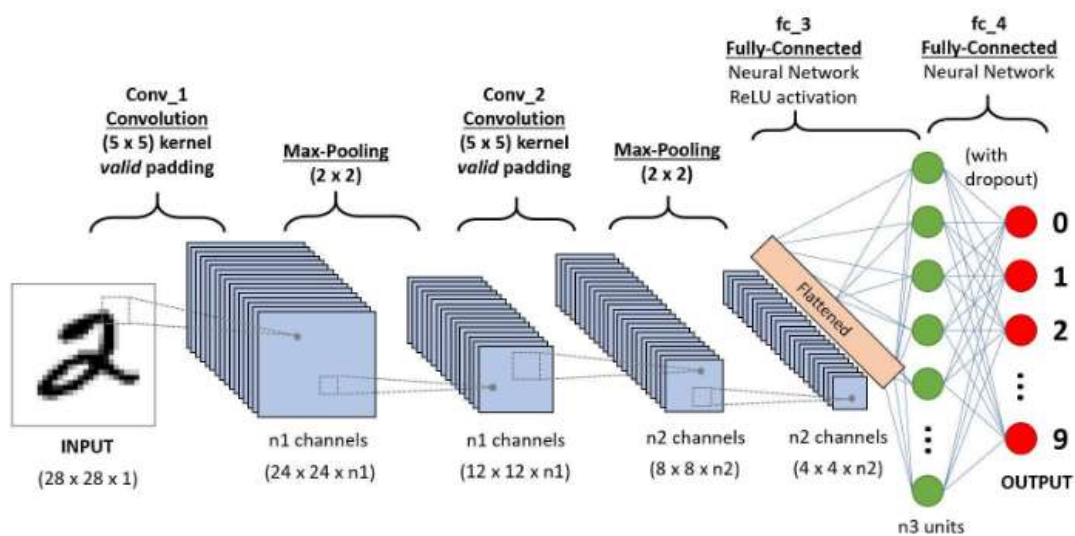 fc_3
Fully-Connected
Neural Network
ReLU activation
fc_4
Fully-Connected
Neural Network
Conv_1
Convolution
(5 x 5) kernel
valid padding
Max-Pooling
(2 x 2)
Conv_2
Convolution
(5 x 5) kernel
valid padding
Max-Pooling
(2 x 2)
(with
dropout)
Flattened
0
1
2
9
OUTPUT
INPUT
(28 x 28 x 1)
n1 channels
(24 x 24 x n1)
n1 channels
(12 x 12 x n1)
n2 channels
(8 x 8 x n2)
n2 channels
(4 x 4 x n2)
n3 units
2